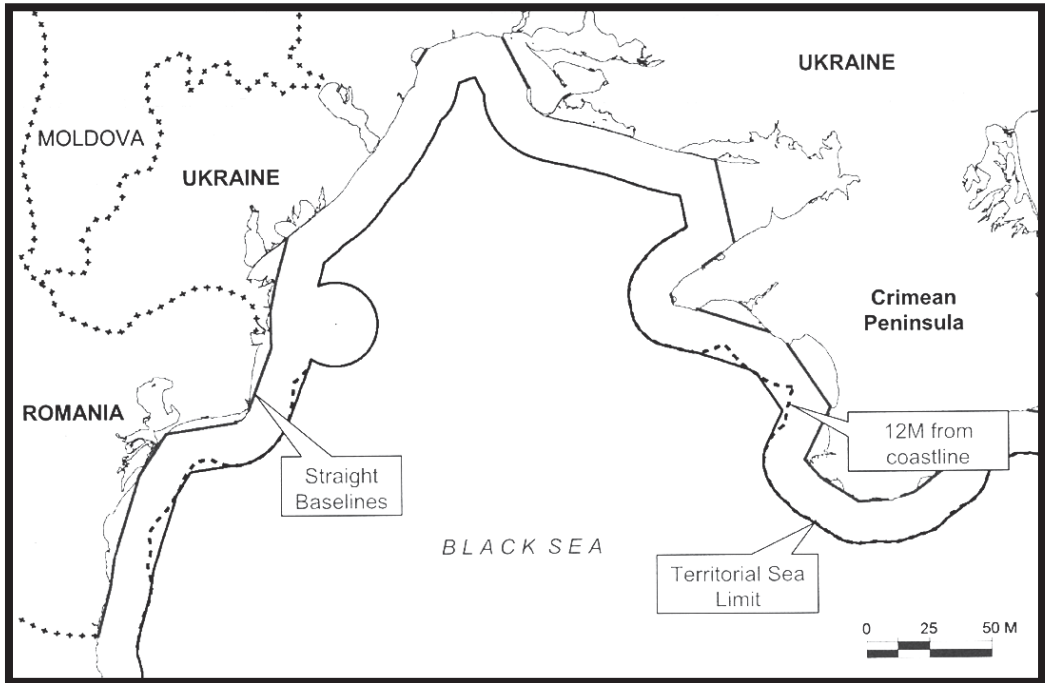 UKRAINE
MOLDOVA
UKRAINE
Crimean
Peninsula
ROMANIA
12M from
coastline
Straight
Baselines
BLACK SEA
Territorial Sea
Limit
0 25 50 M